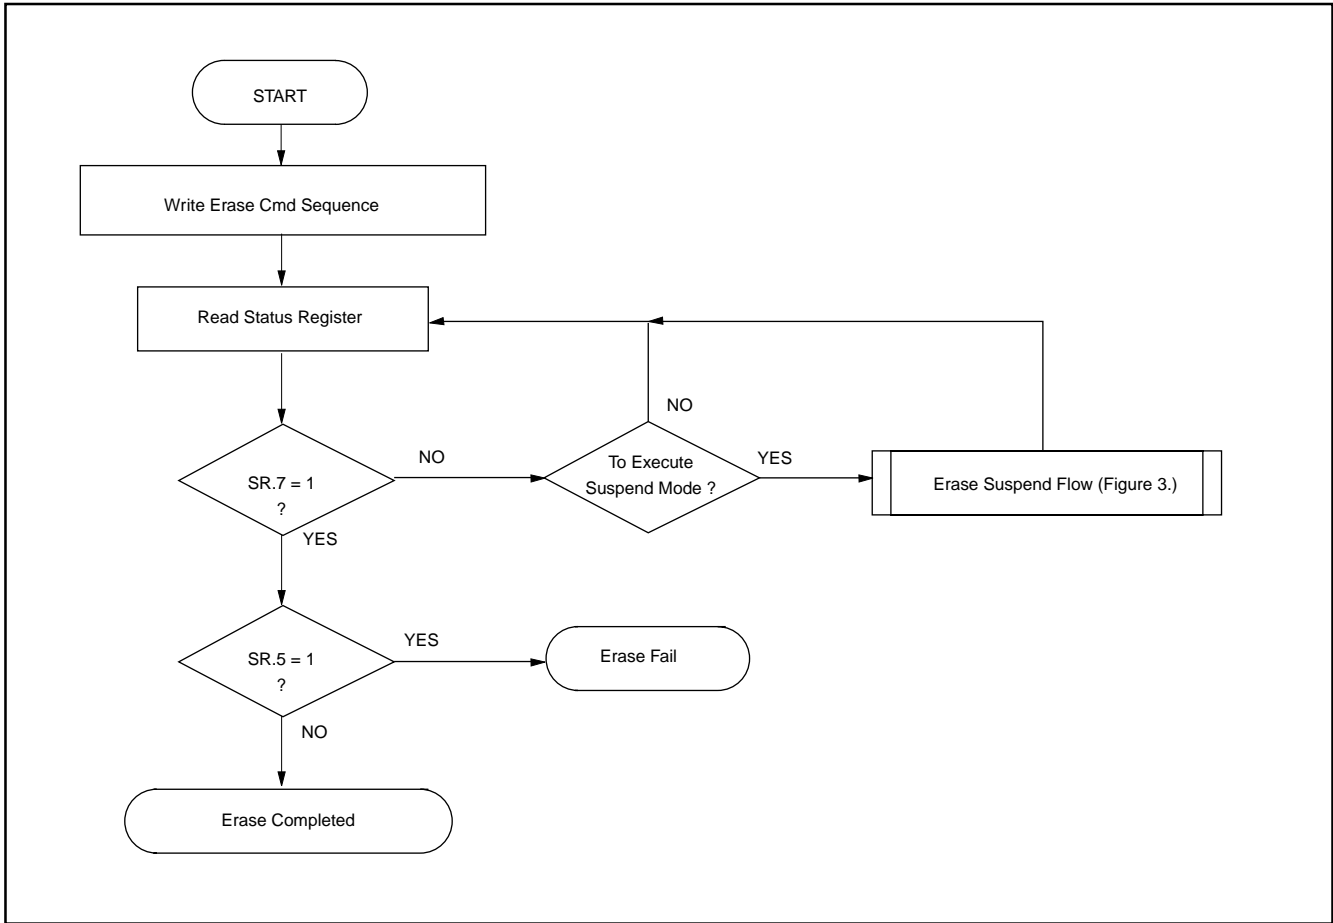 START
Write Erase Cmd Sequence
Read Status Register
NO
NO
To Execute
YES
SR.7 = 1
Suspend Mode ?
Erase Suspend Flow (Figure 3.)
?
YES
YES
SR.5 = 1
Erase Fail
?
NO
Erase Completed